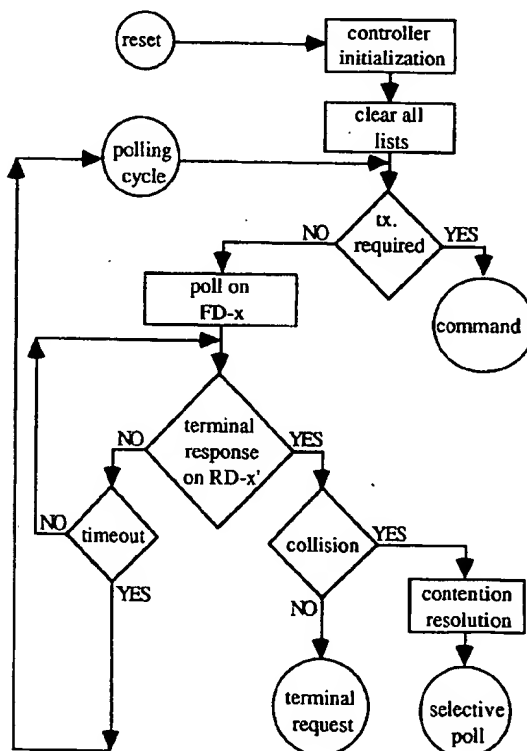 reset
controller
initialization
clear all
lists
polling
cycle
tx.
required
NO
YES
poll on
FD-x
command
terminal
response
on RD-x'
NO
YES
timeout
NO
YES
collision
YES
NO
contention
resolution
terminal
request
selective
poll